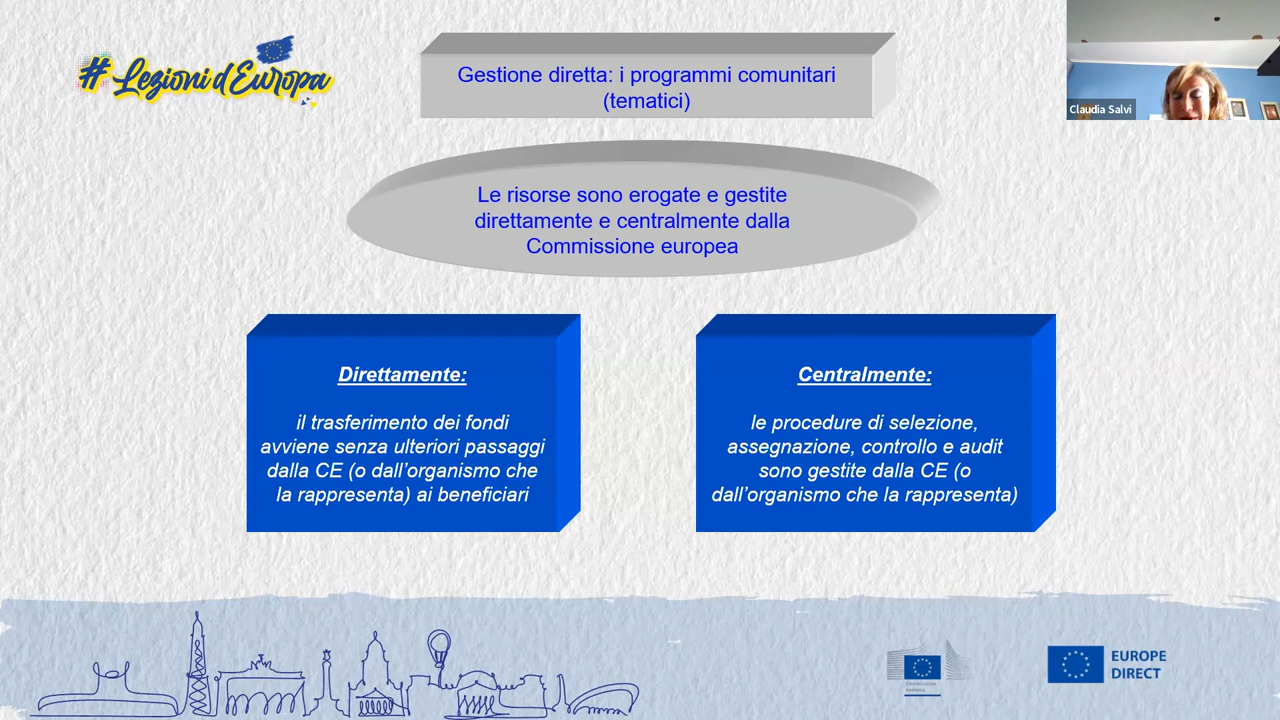 #LezionidEuropa
Gestione diretta: i programmi comunitari
(tematici)
Claudia Salvi
Le risorse sono erogate e gestite
direttamente e centralmente dalla
Commissione europea
Direttamente:
il trasferimento dei fondi
avviene senza ulteriori passaggi
dalla CE (o dall’organismo che
la rappresenta) ai beneficiari
Centralmente:
le procedure di selezione,
assegnazione, controllo e audit
sono gestite dalla CE (o
dall’organismo che la rappresenta)
EUROPE
DIRECT